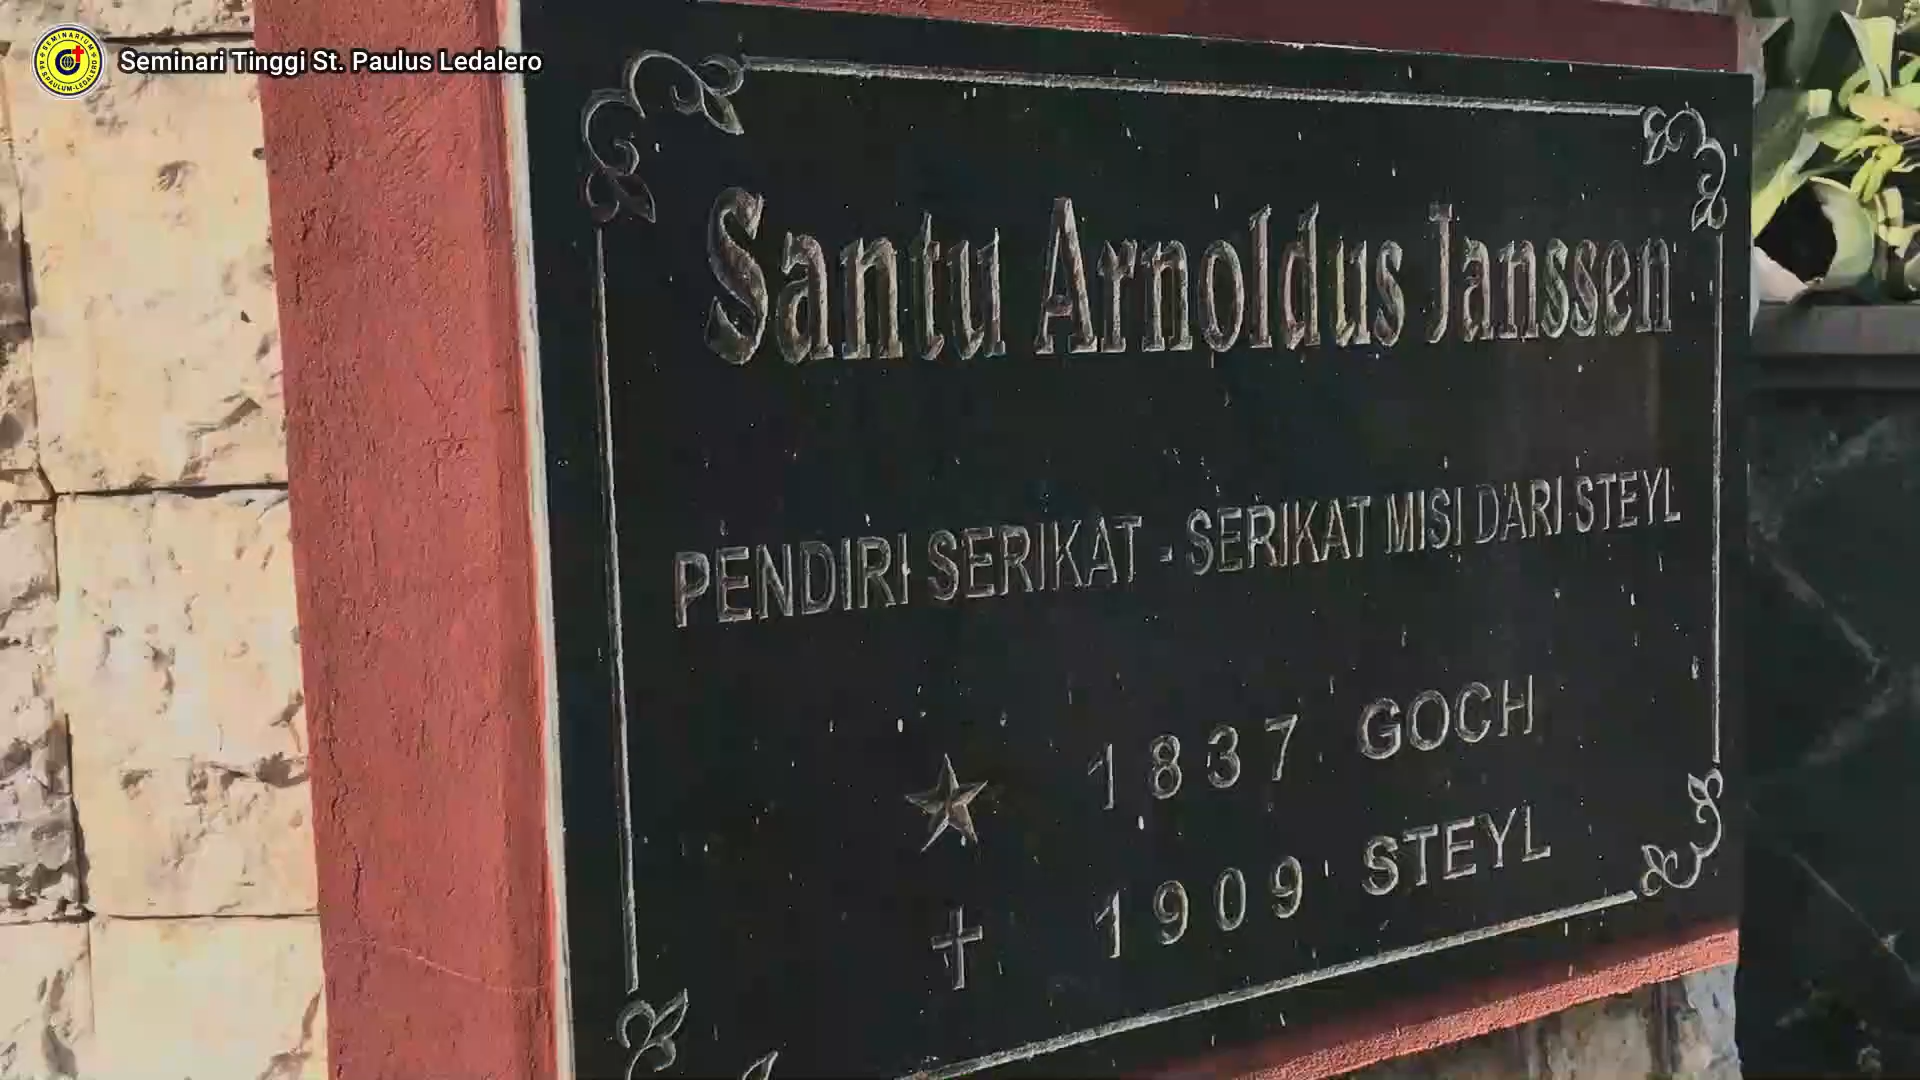 Seminari Tinggi St. Paulus Ledalero
Santu Arnoldus Janssen
PENDIRI SERIKAT - SERIKAT MISI DARI STEYL
1837 GOCH
1909 STEYL